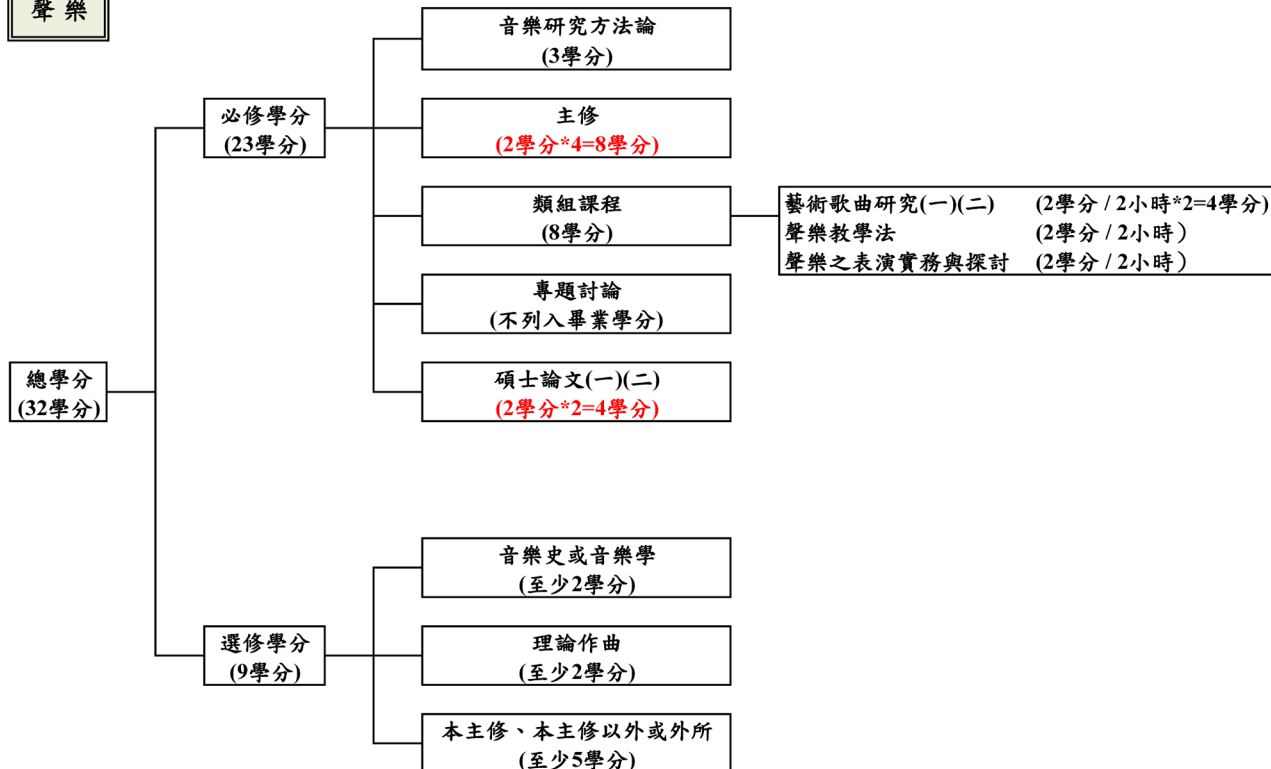 聲 樂
音樂研究方法論
(3學分)
必修學分
(23學分)
主修
(2學分*4=8學分)
類組課程
(8學分)
藝術歌曲研究(一)(二) (2學分 / 2小時*2=4學分)
聲樂教學法 (2學分 / 2小時）
聲樂之表演實務與探討 (2學分 / 2小時）
專題討論
(不列入畢業學分)
總學分
(32學分)
碩士論文(一)(二)
(2學分*2=4學分)
音樂史或音樂學
(至少2學分)
選修學分
(9學分)
理論作曲
(至少2學分)
本主修、本主修以外或外所
(至少5學分)